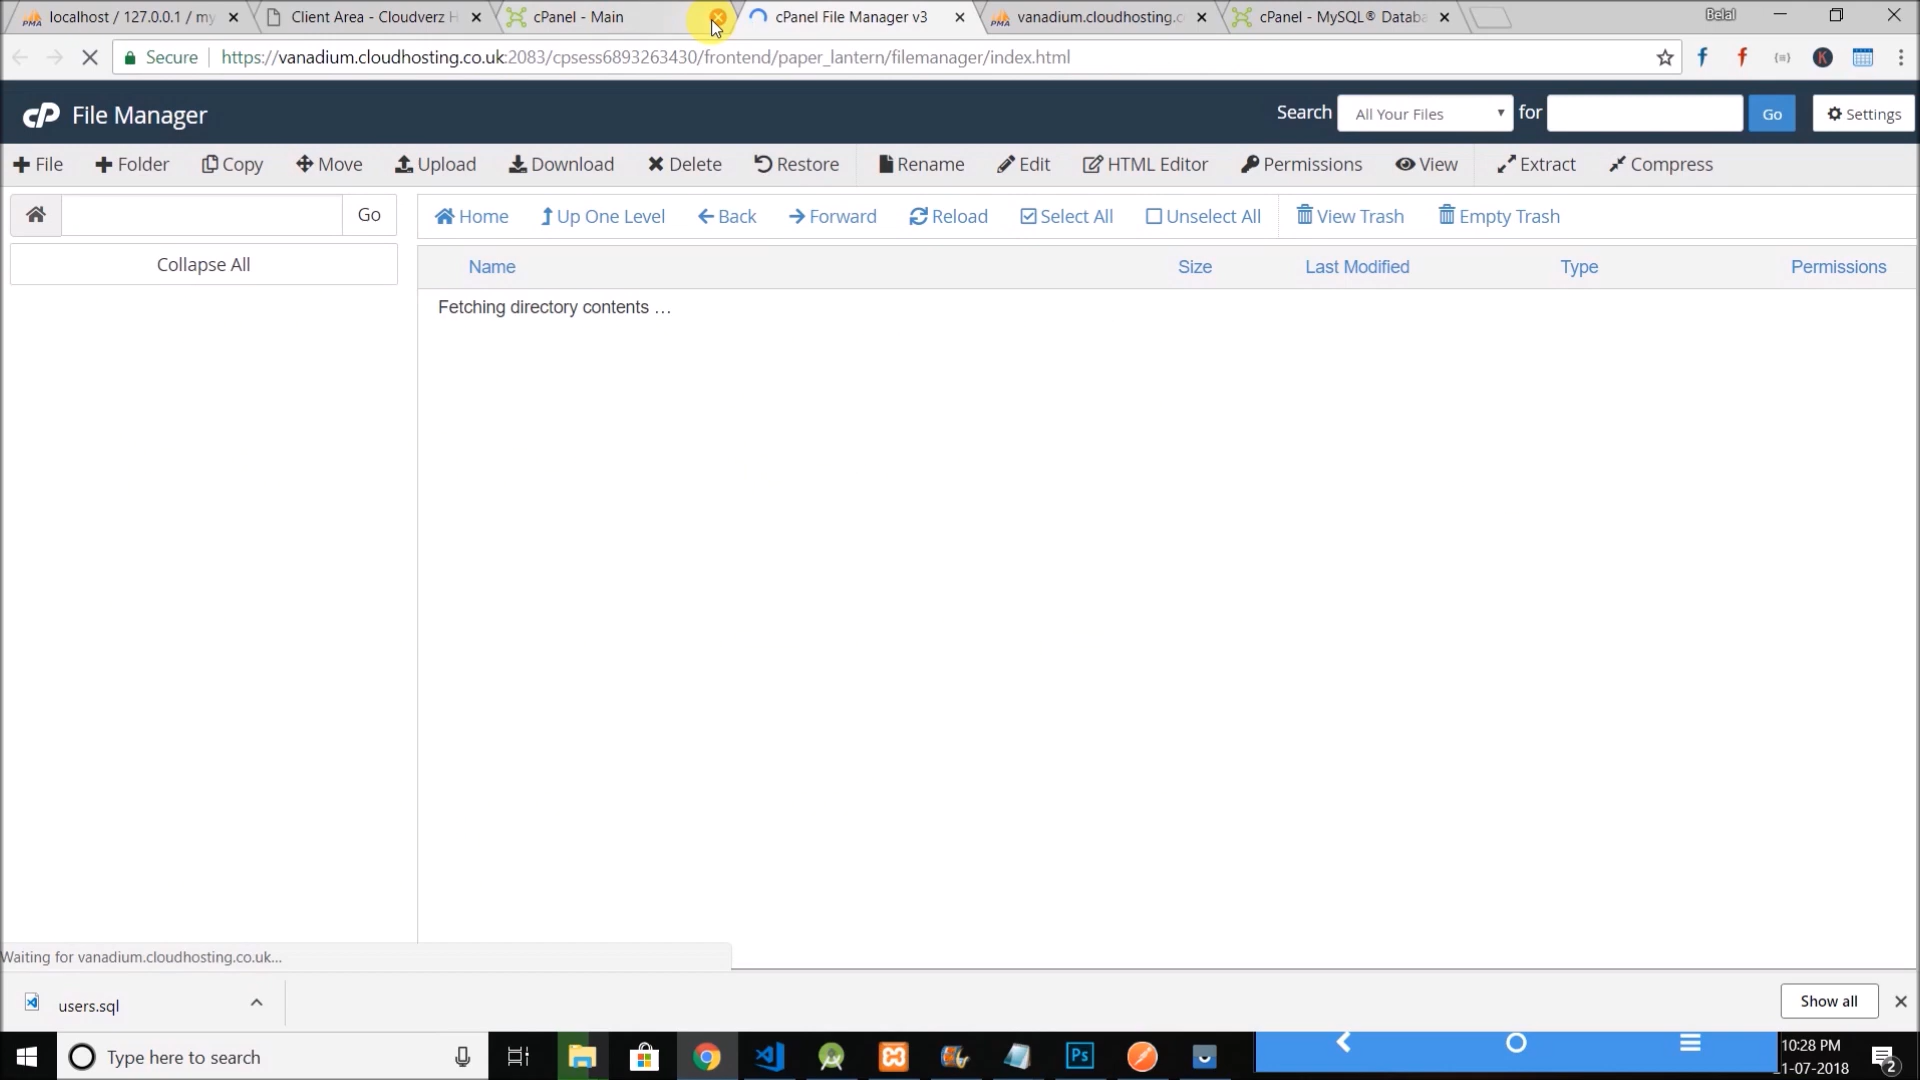 localhost / 127.0.0.1 / my
Client Area - Cloudverz H
cPanel - Main
cPanel File Manager v3
vanadium.cloudhosting.c
cPanel - MySQL® Databa
Belal
Secure
https://vanadium.cloudhosting.co.uk:2083/cpsess6893263430/frontend/paper_lantern/filemanager/index.html
cP File Manager
Search All Your Files for Go Settings
File Folder Copy Move Upload Download Delete Restore Rename Edit HTML Editor Permissions View Extract Compress
Go
Home Up One Level Back Forward Reload Select All Unselect All View Trash Empty Trash
Collapse All
Name Size Last Modified Type Permissions
Fetching directory contents …
Waiting for vanadium.cloudhosting.co.uk...
users.sql
Show all
Type here to search
Ps
10:28 PM
1-07-2018
2